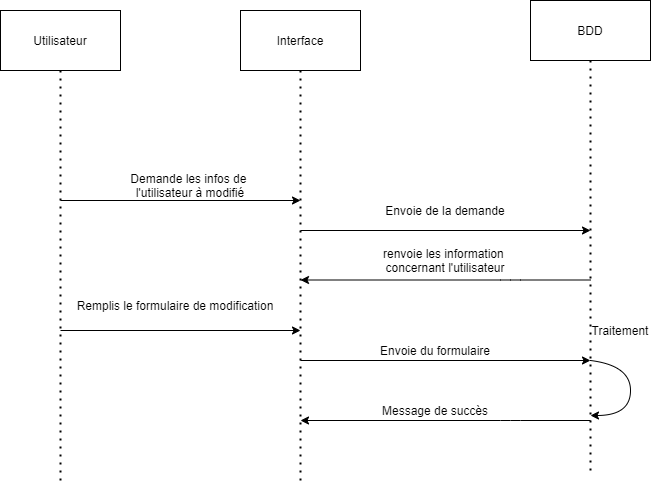 Utilisateur
Interface
BDD
Demande les infos de
l'utilisateur à modifié
Envoie de la demande
renvoie les information
concernant l'utilisateur
Remplis le formulaire de modification
Traitement
Envoie du formulaire
Message de succès